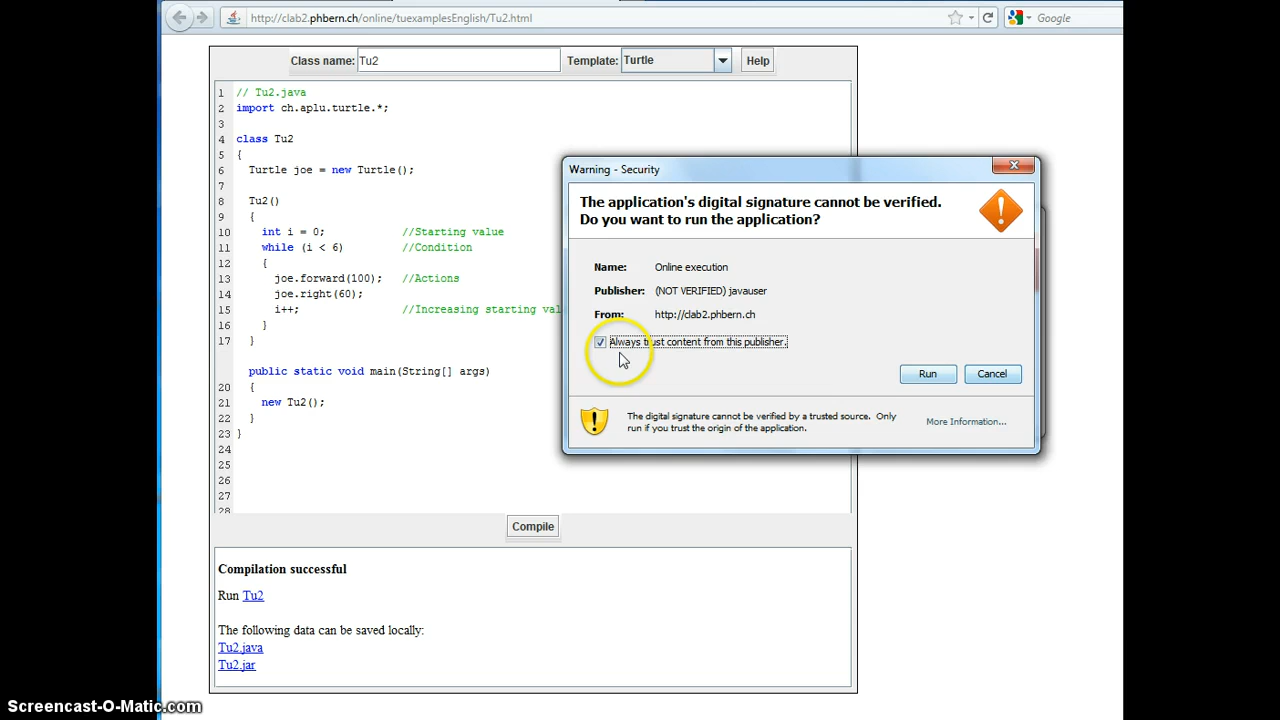 http://clab2.phbern.ch/online/tuexamplesEnglish/Tu2.html
Google
Class name: Tu2
Template: Turtle
Help
1 // Tu2.java
2 import ch.aplu.turtle.*;
3
4 class Tu2
5 {
6 Turtle joe = new Turtle();
7
8 Tu2()
9 {
10 int i = 0; //Starting value
11 while (i < 6) //Condition
12 {
13 joe.forward(100); //Actions
14 joe.right(60);
15 i++; //Increasing starting val
16 }
17 }
public static void main(String[] args)
20 {
21 new Tu2();
22 }
23 }
24
25
26
27
28
Warning - Security
The application's digital signature cannot be verified.
Do you want to run the application?
Name: Online execution
Publisher: (NOT VERIFIED) javauser
From: http://clab2.phbern.ch
Always trust content from this publisher.
Run
Cancel
The digital signature cannot be verified by a trusted source. Only
run if you trust the origin of the application.
More Information...
Compile
Compilation successful
Run Tu2
The following data can be saved locally:
Tu2.java
Tu2.jar
Screencast-O-Matic.com